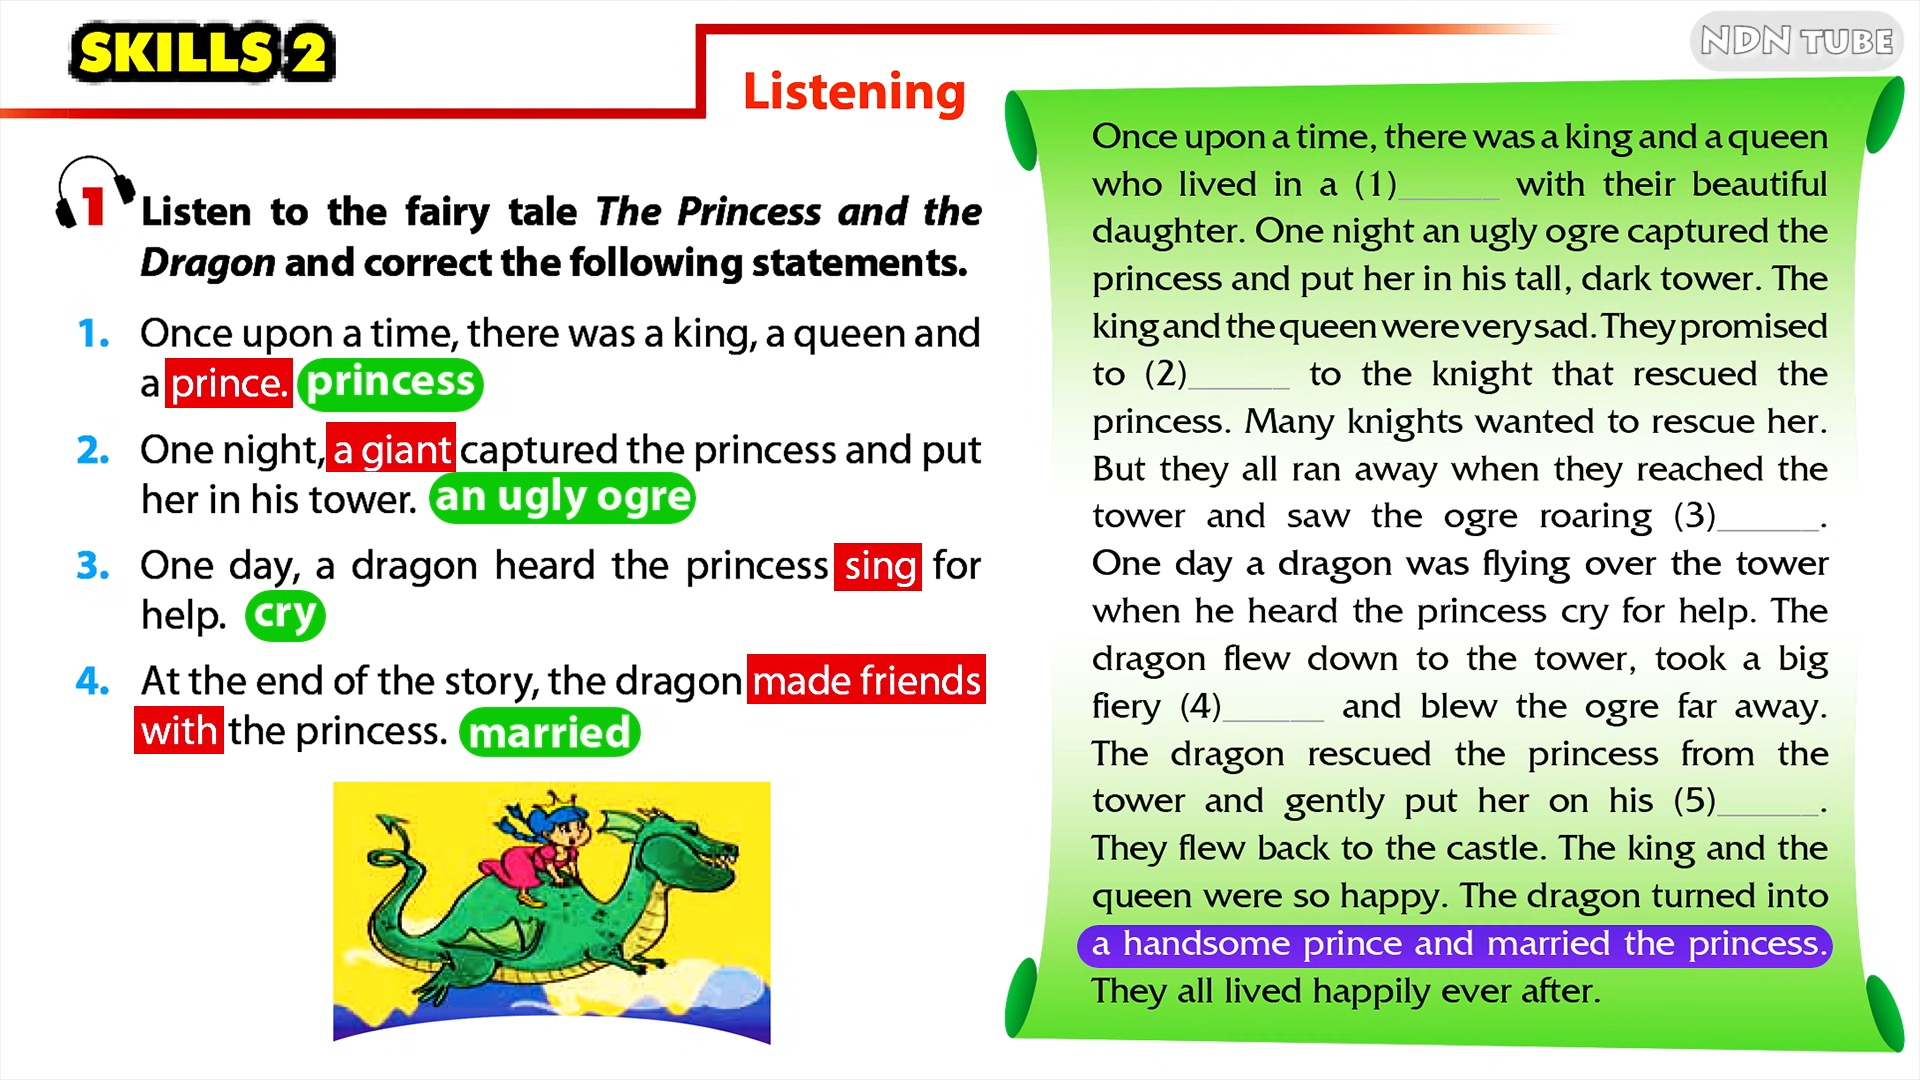 SKILLS 2
NDN TUBE
Listening
1 Listen to the fairy tale The Princess and the
Dragon and correct the following statements.
1. Once upon a time, there was a king, a queen and
a prince. princess
2. One night, a giant captured the princess and put
her in his tower. an ugly ogre
3. One day, a dragon heard the princess sing for
help. cry
4. At the end of the story, the dragon made friends
with the princess. married
Once upon a time, there was a king and a queen
who lived in a (1)______ with their beautiful
daughter. One night an ugly ogre captured the
princess and put her in his tall, dark tower. The
king and the queen were very sad. They promised
to (2)______ to the knight that rescued the
princess. Many knights wanted to rescue her.
But they all ran away when they reached the
tower and saw the ogre roaring (3)______.
One day a dragon was flying over the tower
when he heard the princess cry for help. The
dragon flew down to the tower, took a big
fiery (4)______ and blew the ogre far away.
The dragon rescued the princess from the
tower and gently put her on his (5)______.
They flew back to the castle. The king and the
queen were so happy. The dragon turned into
a handsome prince and married the princess.
They all lived happily ever after.